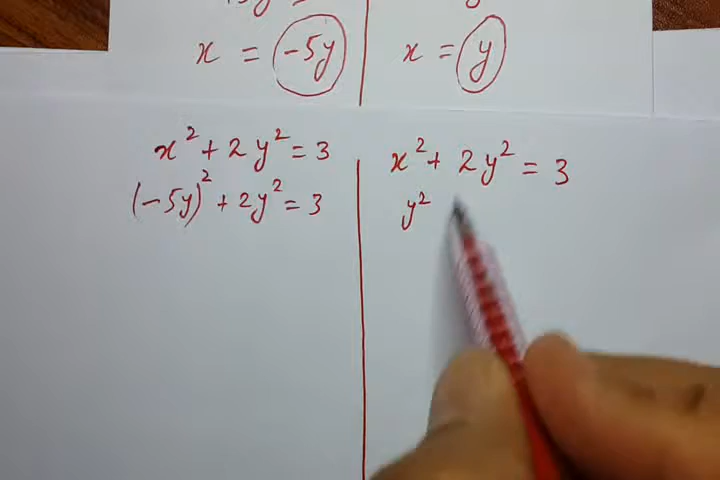 x = -5y
x = y
x² + 2y² = 3
(-5y)² + 2y² = 3
x² + 2y² = 3
y²